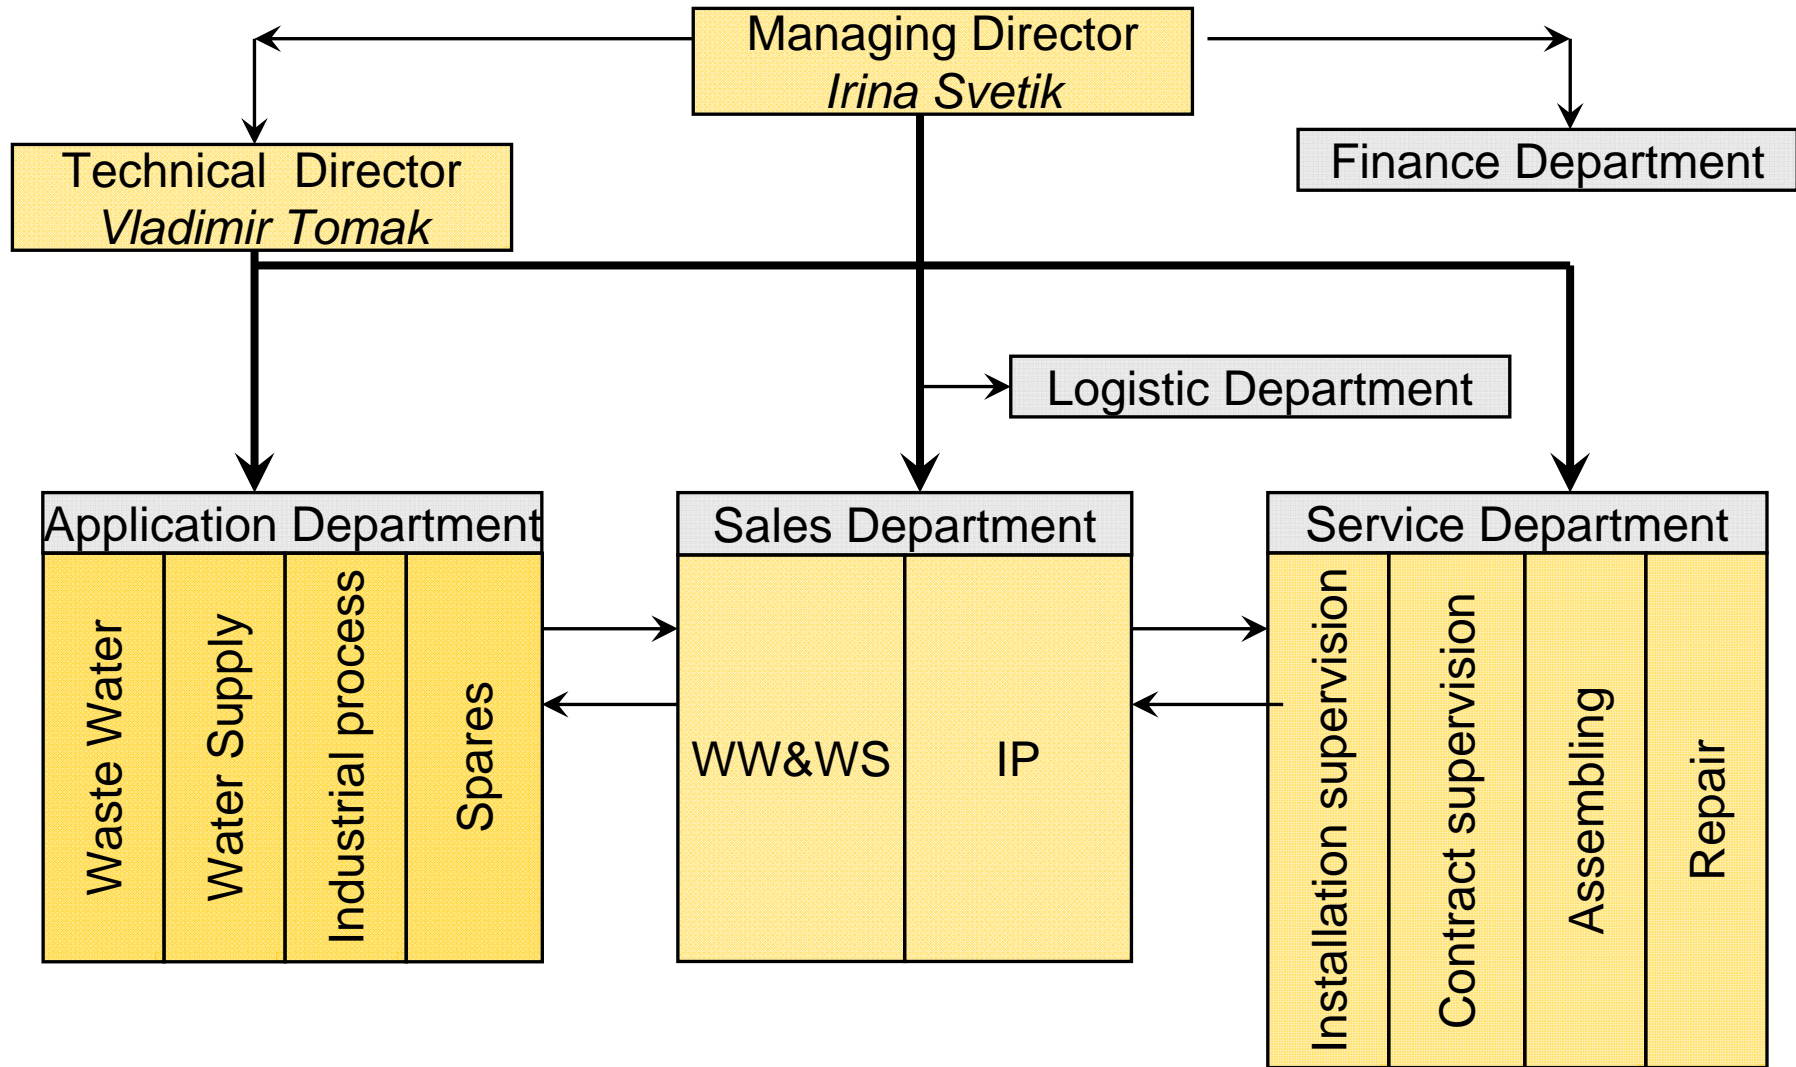 Managing Director
Irina Svetik
Technical Director
Vladimir Tomak
Finance Department
Logistic Department
Application Department
Waste Water
Water Supply
Industrial process
Spares
Sales Department
WW&WS
IP
Service Department
Installation supervision
Contract supervision
Assembling
Repair